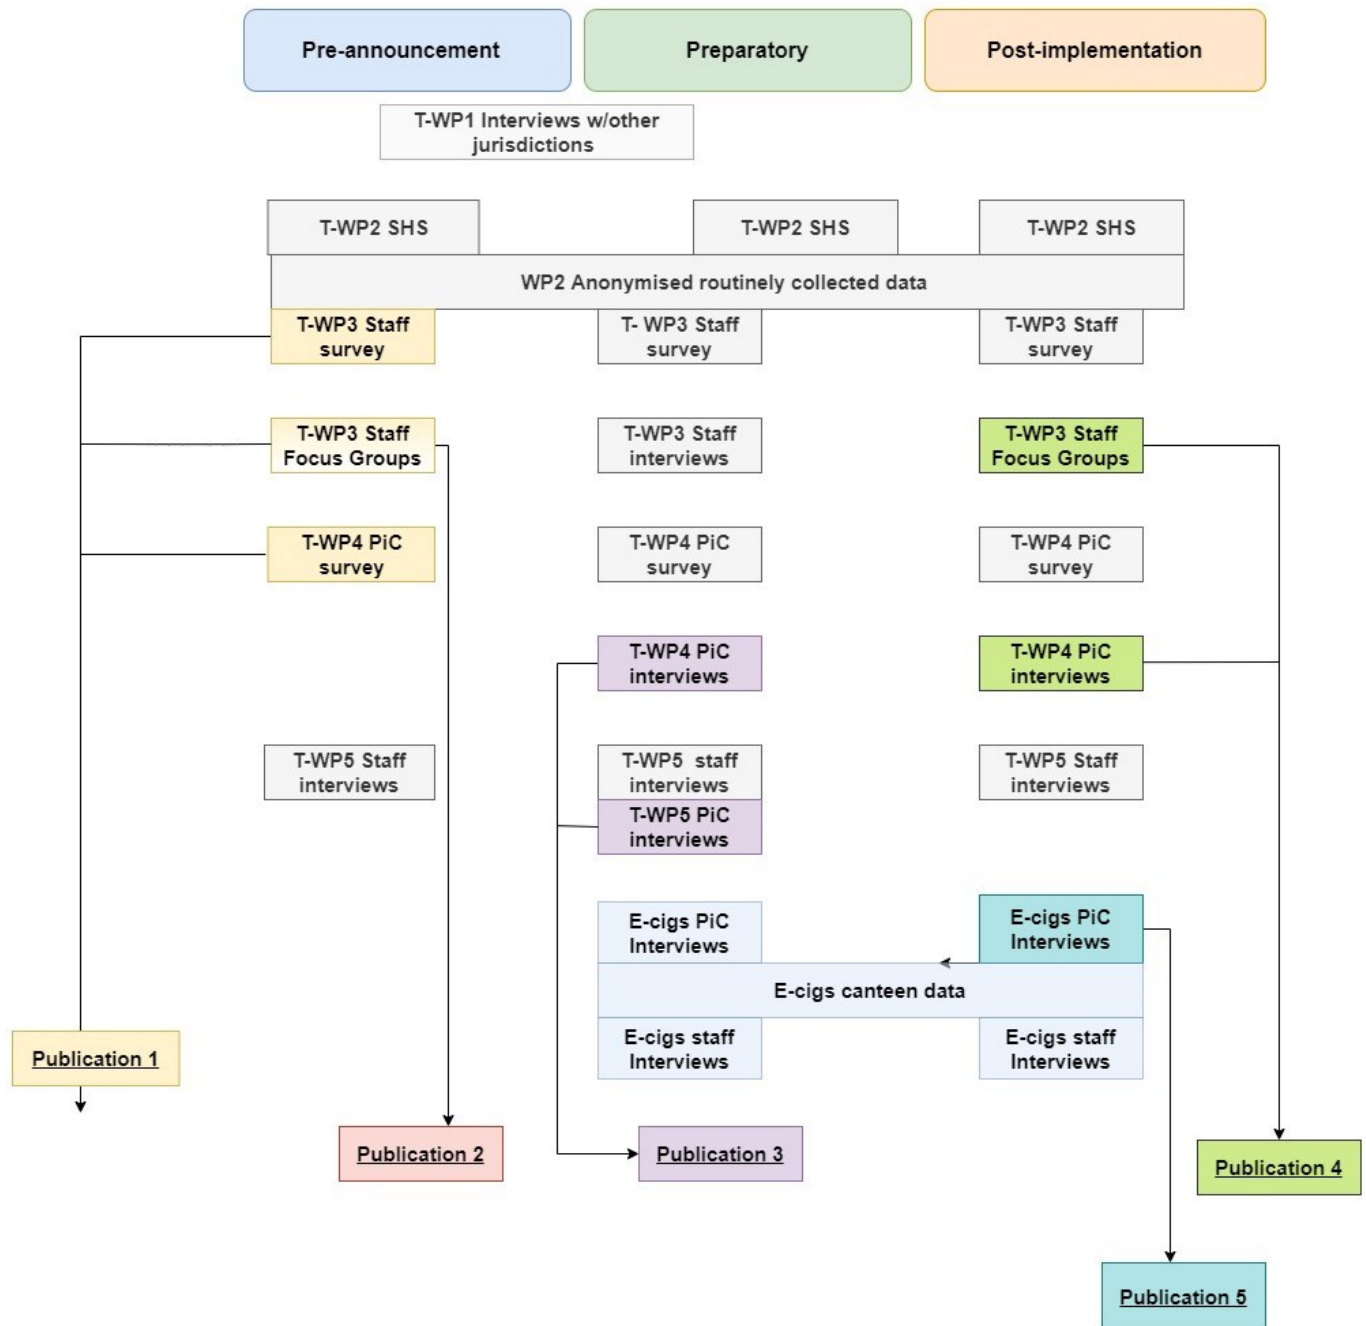 Pre-announcement
Preparatory
Post-implementation
T-WP1 Interviews w/other
jurisdictions
T-WP2 SHS
T-WP2 SHS
T-WP2 SHS
WP2 Anonymised routinely collected data
T-WP3 Staff
survey
T- WP3 Staff
survey
T-WP3 Staff
survey
T-WP3 Staff
Focus Groups
T-WP3 Staff
interviews
T-WP3 Staff
Focus Groups
T-WP4 PiC
survey
T-WP4 PiC
survey
T-WP4 PiC
survey
T-WP4 PiC
interviews
T-WP4 PiC
interviews
T-WP5 Staff
interviews
T-WP5 staff
interviews
T-WP5 Staff
interviews
T-WP5 PiC
interviews
E-cigs PiC
Interviews
E-cigs PiC
Interviews
E-cigs canteen data
E-cigs staff
Interviews
E-cigs staff
Interviews
Publication 1
Publication 2
Publication 3
Publication 4
Publication 5